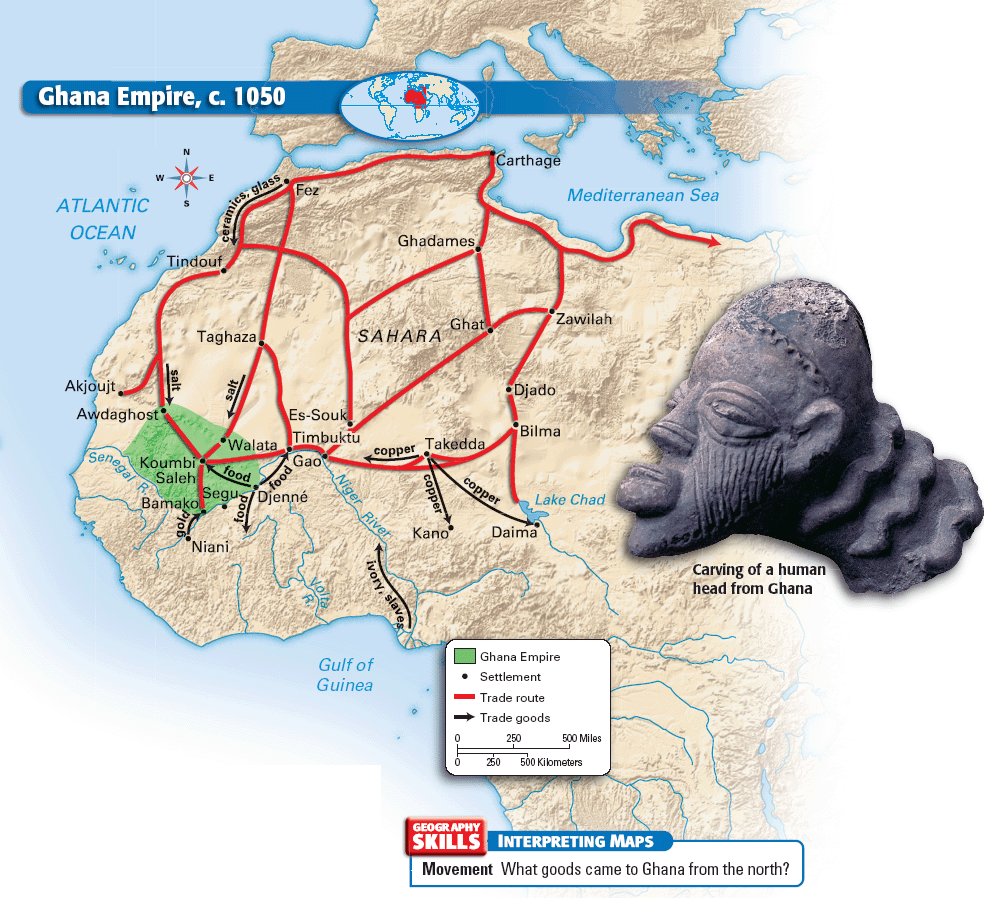 Ghana Empire, c. 1050
N
W
E
S
ATLANTIC
OCEAN
Carthage
Mediterranean Sea
Fez
ceramics, glass
Ghadames
Tindouf
Taghaza
SAHARA
Ghat
Zawilah
salt
salt
Akjoujt
Djado
Awdaghost
Es-Souk
Bilma
Walata
Timbuktu
Takedda
copper
Senegal R.
Koumbi
Saleh
Gao
food
food
copper
copper
Segu
Djenné
Niger River
Lake Chad
Bamako
food
gold
Kano
Daima
Niani
ivory, slaves
Volta
R.
Carving of a human
head from Ghana
Gulf of
Guinea
Ghana Empire
Settlement
Trade route
Trade goods
0 250 500 Miles
0 250 500 Kilometers
GEOGRAPHY
SKILLS
INTERPRETING MAPS
Movement What goods came to Ghana from the north?